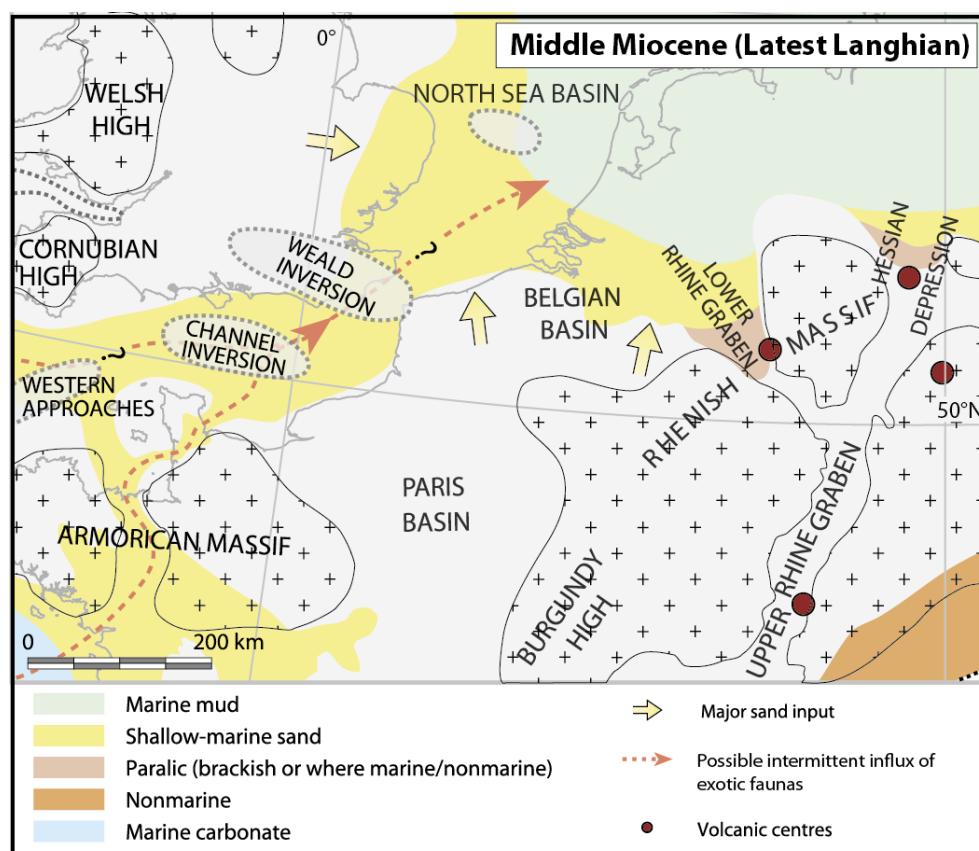 Middle Miocene (Latest Langhian)
0°
WELSH
HIGH
NORTH SEA BASIN
CORNUBIAN
HIGH
WEALD
INVERSION
?
CHANNEL
INVERSION
?
WESTERN
APPROACHES
BELGIAN
BASIN
LOWER
RHINE GRABEN
HESSIAN
DEPRESSION
RHENISH MASSIF
50°N
PARIS
BASIN
ARMORICAN MASSIF
BURGUNDY
HIGH
UPPER RHINE GRABEN
0 200 km
Marine mud
Shallow-marine sand
Paralic (brackish or where marine/nonmarine)
Nonmarine
Marine carbonate
Major sand input
Possible intermittent influx of
exotic faunas
Volcanic centres